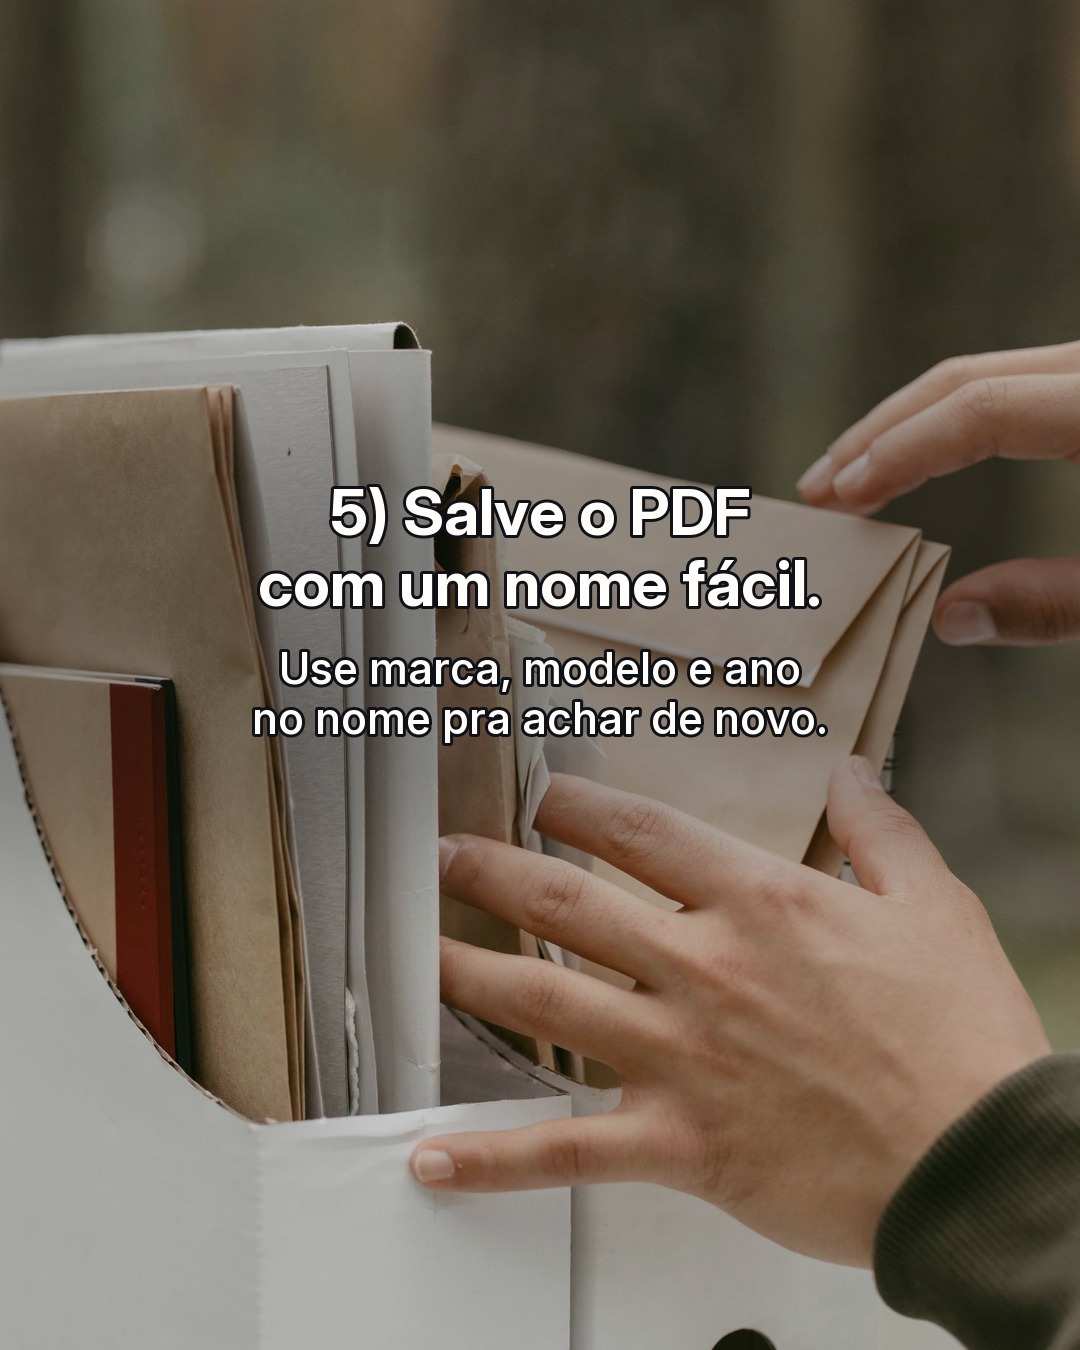 5) Salve o PDF
com um nome fácil.
Use marca, modelo e ano
no nome pra achar de novo.